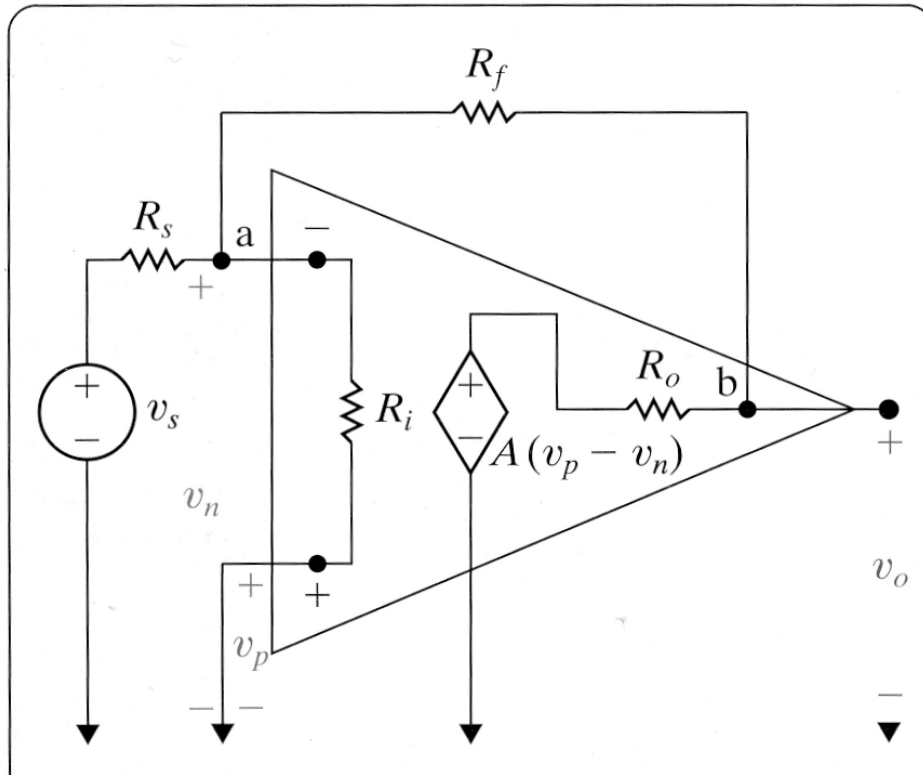 R_f
R_s
a
−
+
+
−
v_s
R_i
+
−
A(v_p − v_n)
R_o
b
+
v_n
+
+
v_p
− −
v_o
−